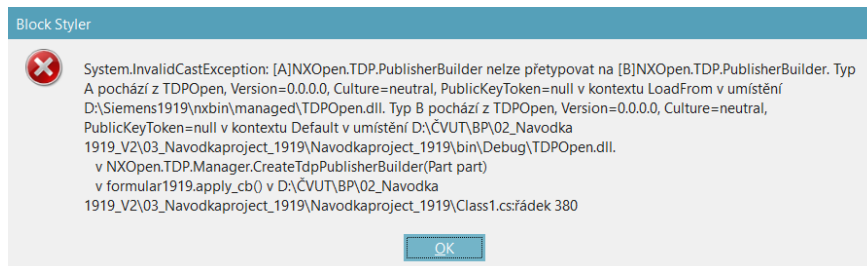 Block Styler
System.InvalidCastException: [A]NXOpen.TDP.PublisherBuilder nelze přetypovat na [B]NXOpen.TDP.PublisherBuilder. Typ
A pochází z TDPOpen, Version=0.0.0.0, Culture=neutral, PublicKeyToken=null v kontextu LoadFrom v umístění
D:\Siemens1919\nxbin\managed\TDPOpen.dll. Typ B pochází z TDPOpen, Version=0.0.0.0, Culture=neutral,
PublicKeyToken=null v kontextu Default v umístění D:\ČVUT\BP\02_Navodka
1919_V2\03_Navodkaproject_1919\Navodkaproject_1919\bin\Debug\TDPOpen.dll.
v NXOpen.TDP.Manager.CreateTdpPublisherBuilder(Part part)
v formular1919.apply_cb() v D:\ČVUT\BP\02_Navodka
1919_V2\03_Navodkaproject_1919\Navodkaproject_1919\Class1.cs:řádek 380
OK